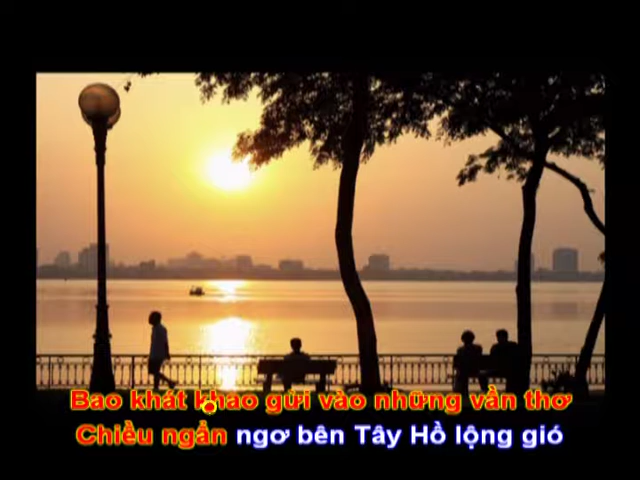 Bao khát khao gửi vào những vần thơ
Chiều ngẩn ngơ bên Tây Hồ lộng gió